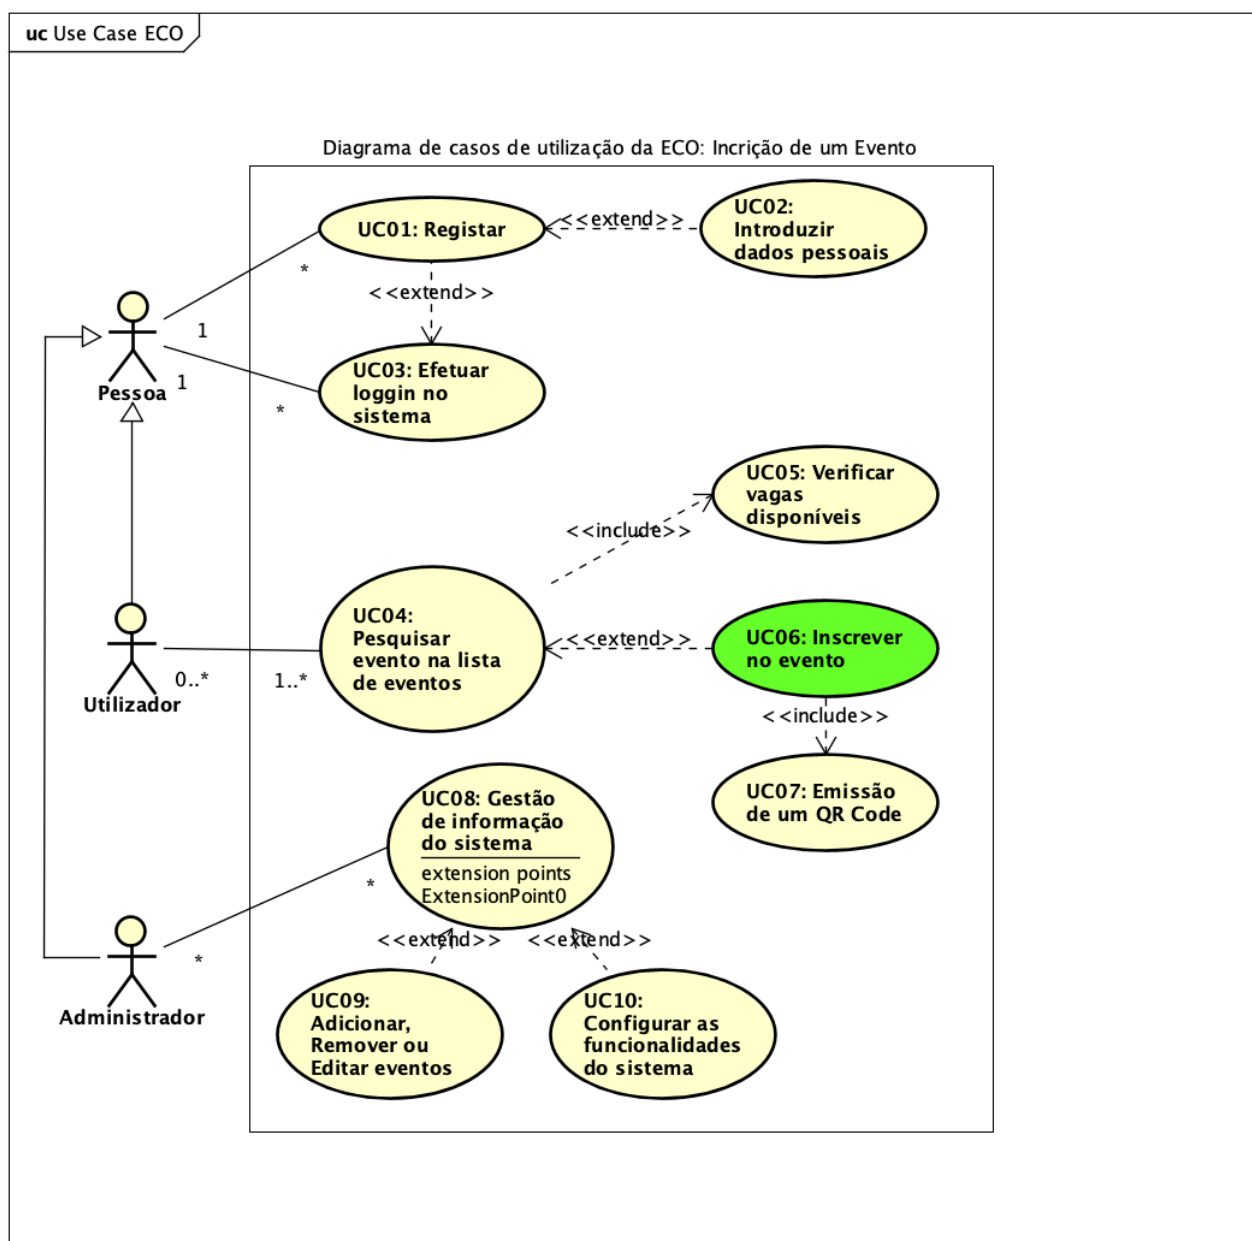 uc Use Case ECO
Diagrama de casos de utilização da ECO: Incrição de um Evento
UC01: Registar
<<extend>>
UC02:
Introduzir
dados pessoais
*
<<extend>>
1
Pessoa
1
*
UC03: Efetuar
loggin no
sistema
UC05: Verificar
vagas
disponíveis
<<include>>
UC04:
Pesquisar
evento na lista
de eventos
<<extend>>
UC06: Inscrever
no evento
Utilizador
0..*
1..*
<<include>>
UC07: Emissão
de um QR Code
UC08: Gestão
de informação
do sistema
extension points
ExtensionPoint0
*
*
Administrador
<<extend>>
<<extend>>
UC09:
Adicionar,
Remover ou
Editar eventos
UC10:
Configurar as
funcionalidades
do sistema